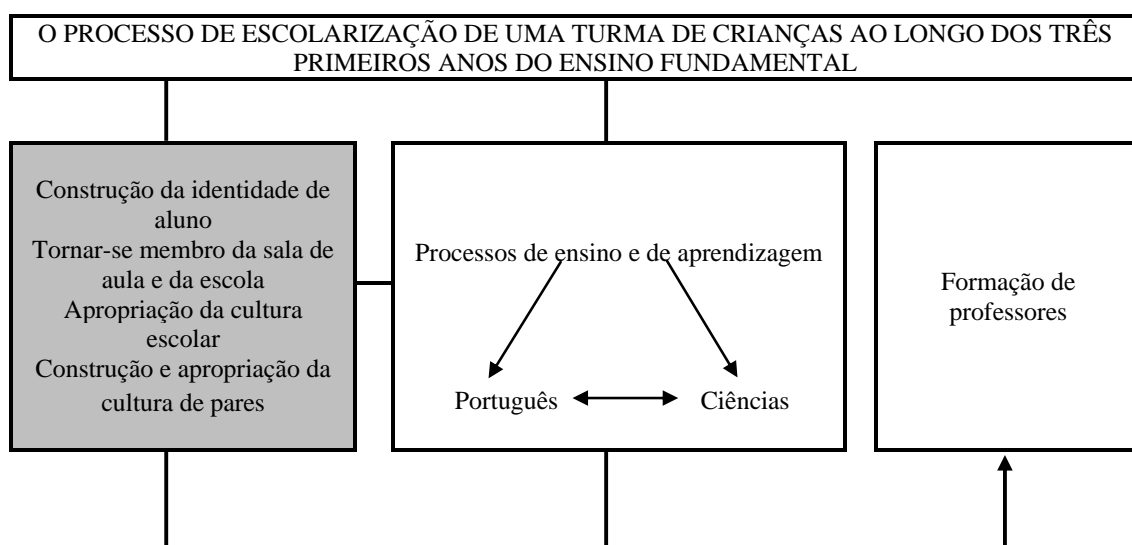 O PROCESSO DE ESCOLARIZAÇÃO DE UMA TURMA DE CRIANÇAS AO LONGO DOS TRÊS
PRIMEIROS ANOS DO ENSINO FUNDAMENTAL
Construção da identidade de
aluno
Tornar-se membro da sala de
aula e da escola
Apropriação da cultura
escolar
Construção e apropriação da
cultura de pares
Processos de ensino e de aprendizagem
Português
Ciências
Formação de
professores